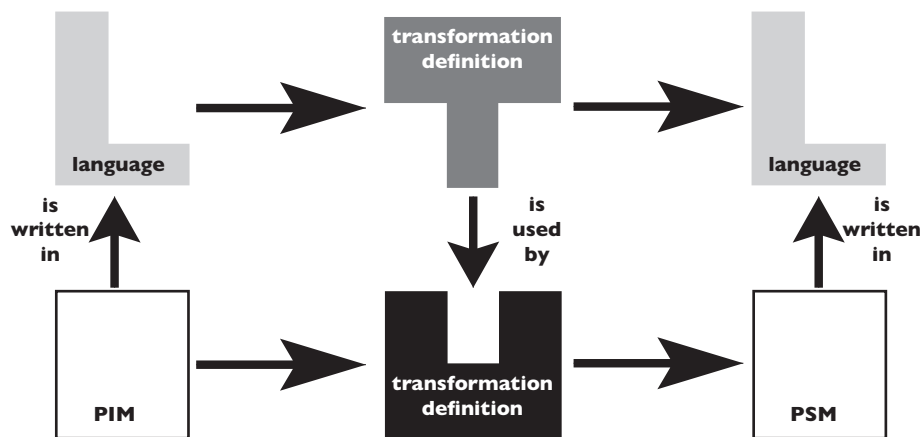 transformation
definition
language
language
is
written
in
is
used
by
is
written
in
PIM
transformation
definition
PSM